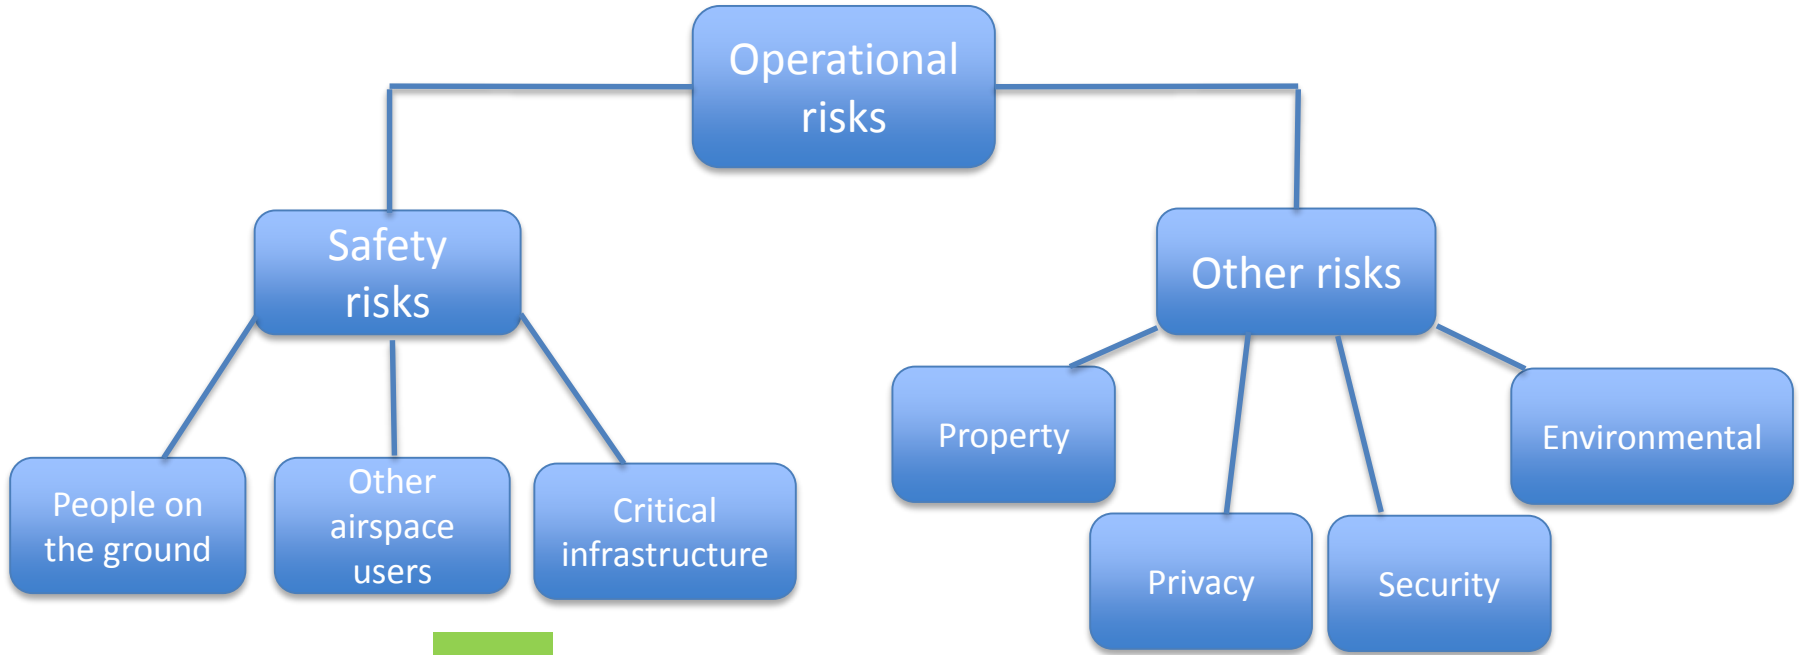 Operational
risks
Safety
risks
Other risks
People on
the ground
Other
airspace
users
Critical
infrastructure
Property
Privacy
Security
Environmental